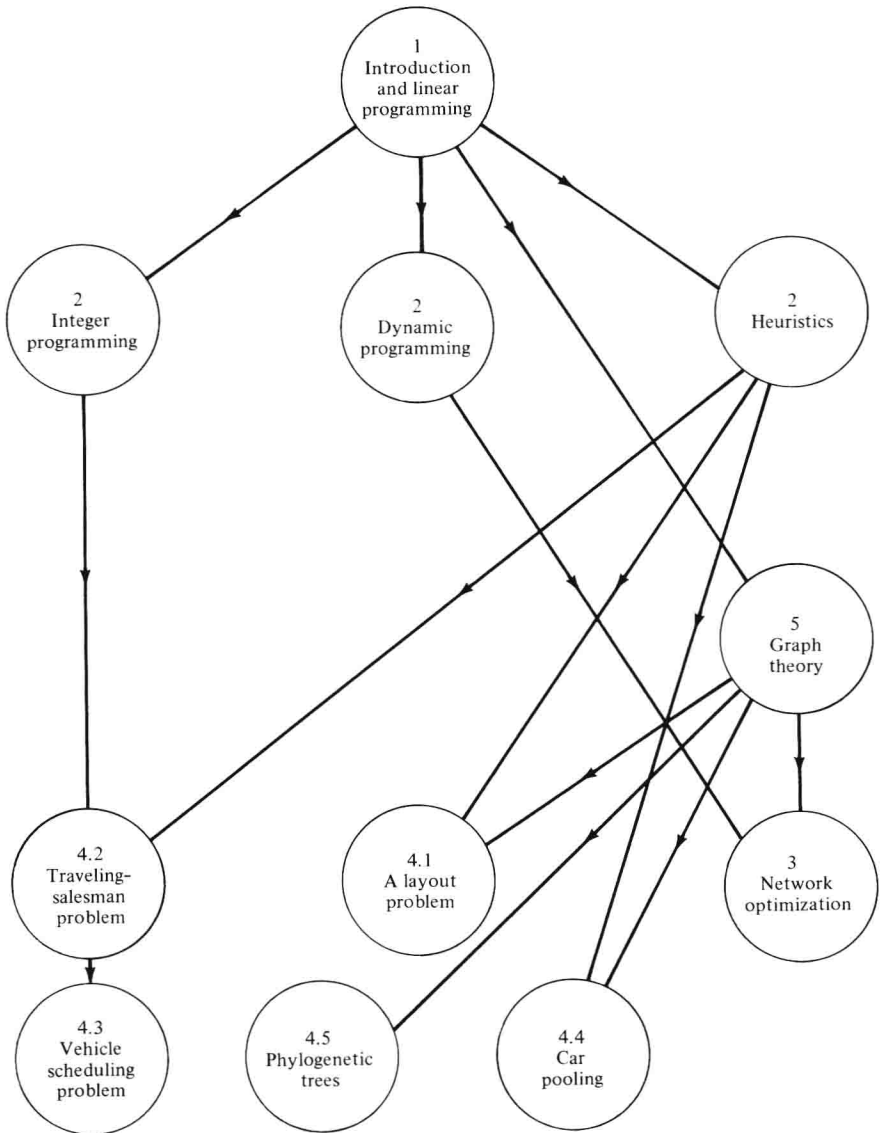 1
Introduction
and linear
programming
2
Integer
programming
2
Dynamic
programming
2
Heuristics
5
Graph
theory
4.2
Traveling-
salesman
problem
4.1
A layout
problem
3
Network
optimization
4.3
Vehicle
scheduling
problem
4.5
Phylogenetic
trees
4.4
Car
pooling